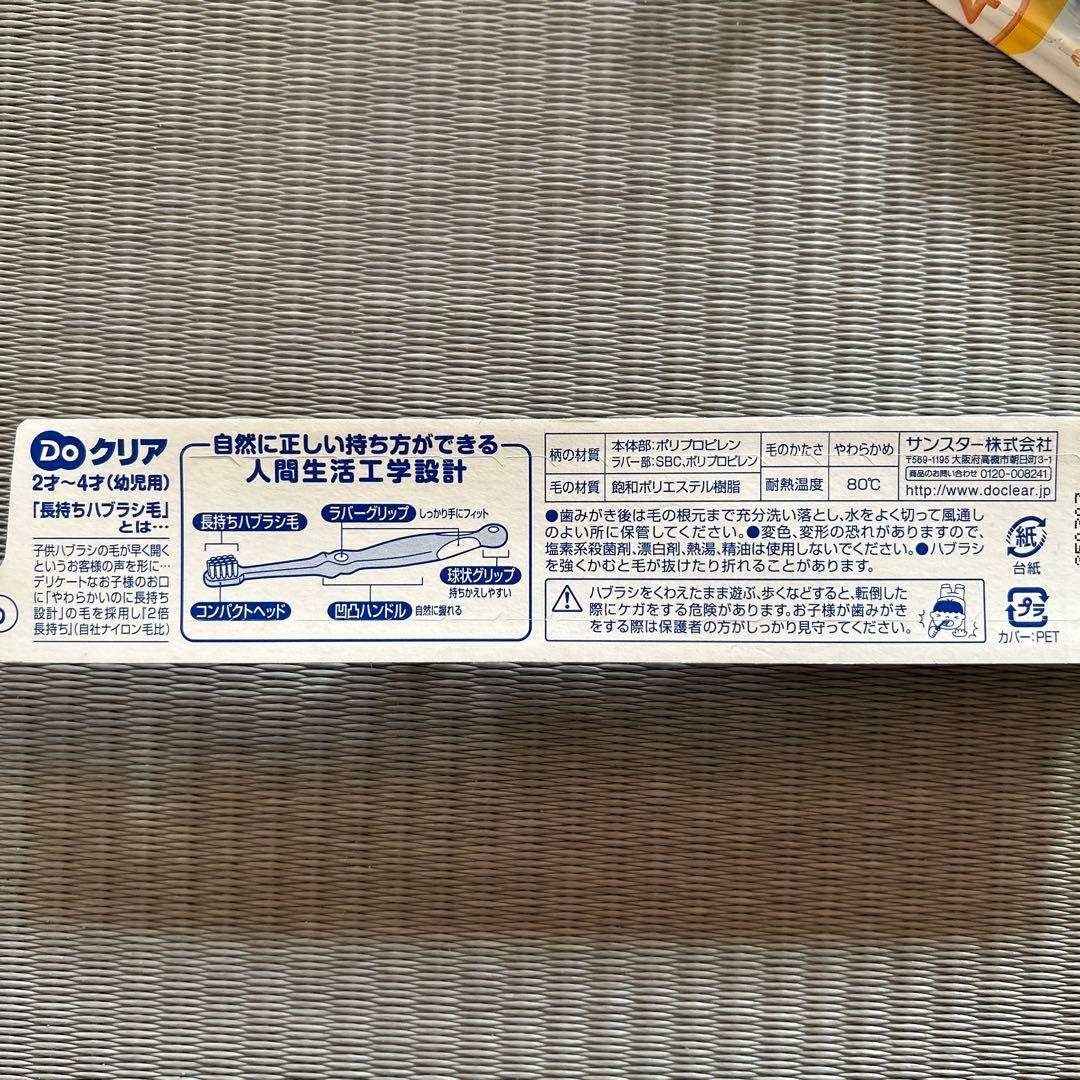 Do クリア
2才〜4才(幼児用)
「長持ちハブラシ毛」
とは…
子供ハブラシの毛が早く開く
というお客様の声を形に…
デリケートなお子様のお口
に「やわらかいのに長持ち
設計」の毛を採用し「2倍
長持ち」(自社ナイロン毛比)
自然に正しい持ち方ができる
人間生活工学設計
長持ちハブラシ毛
ラバーグリップ しっかり手にフィット
球状グリップ
持ちかえしやすい
コンパクトヘッド
凹凸ハンドル 自然に握れる
柄の材質 本体部:ポリプロピレン
ラバー部:SBC、ポリプロピレン
毛のかたさ やわらかめ
毛の材質 飽和ポリエステル樹脂 耐熱温度 80℃
サンスター株式会社
〒569-1195 大阪府高槻市朝日町3-1
商品のお問い合わせ 0120-008241
http://www.doclear.jp
●歯みがき後は毛の根元まで充分洗い落とし、水をよく切って風通し
のよい所に保管してください。●変色、変形の恐れがありますので、
塩素系殺菌剤、漂白剤、熱湯、精油は使用しないでください。●ハブラシ
を強くかむと毛が抜けたり折れることがあります。
ハブラシをくわえたまま遊ぶ、歩くなどすると、転倒した
際にケガをする危険があります。お子様が歯みがき
をする際は保護者の方がしっかり見守ってください。
紙
台紙
プラ
カバー:PET